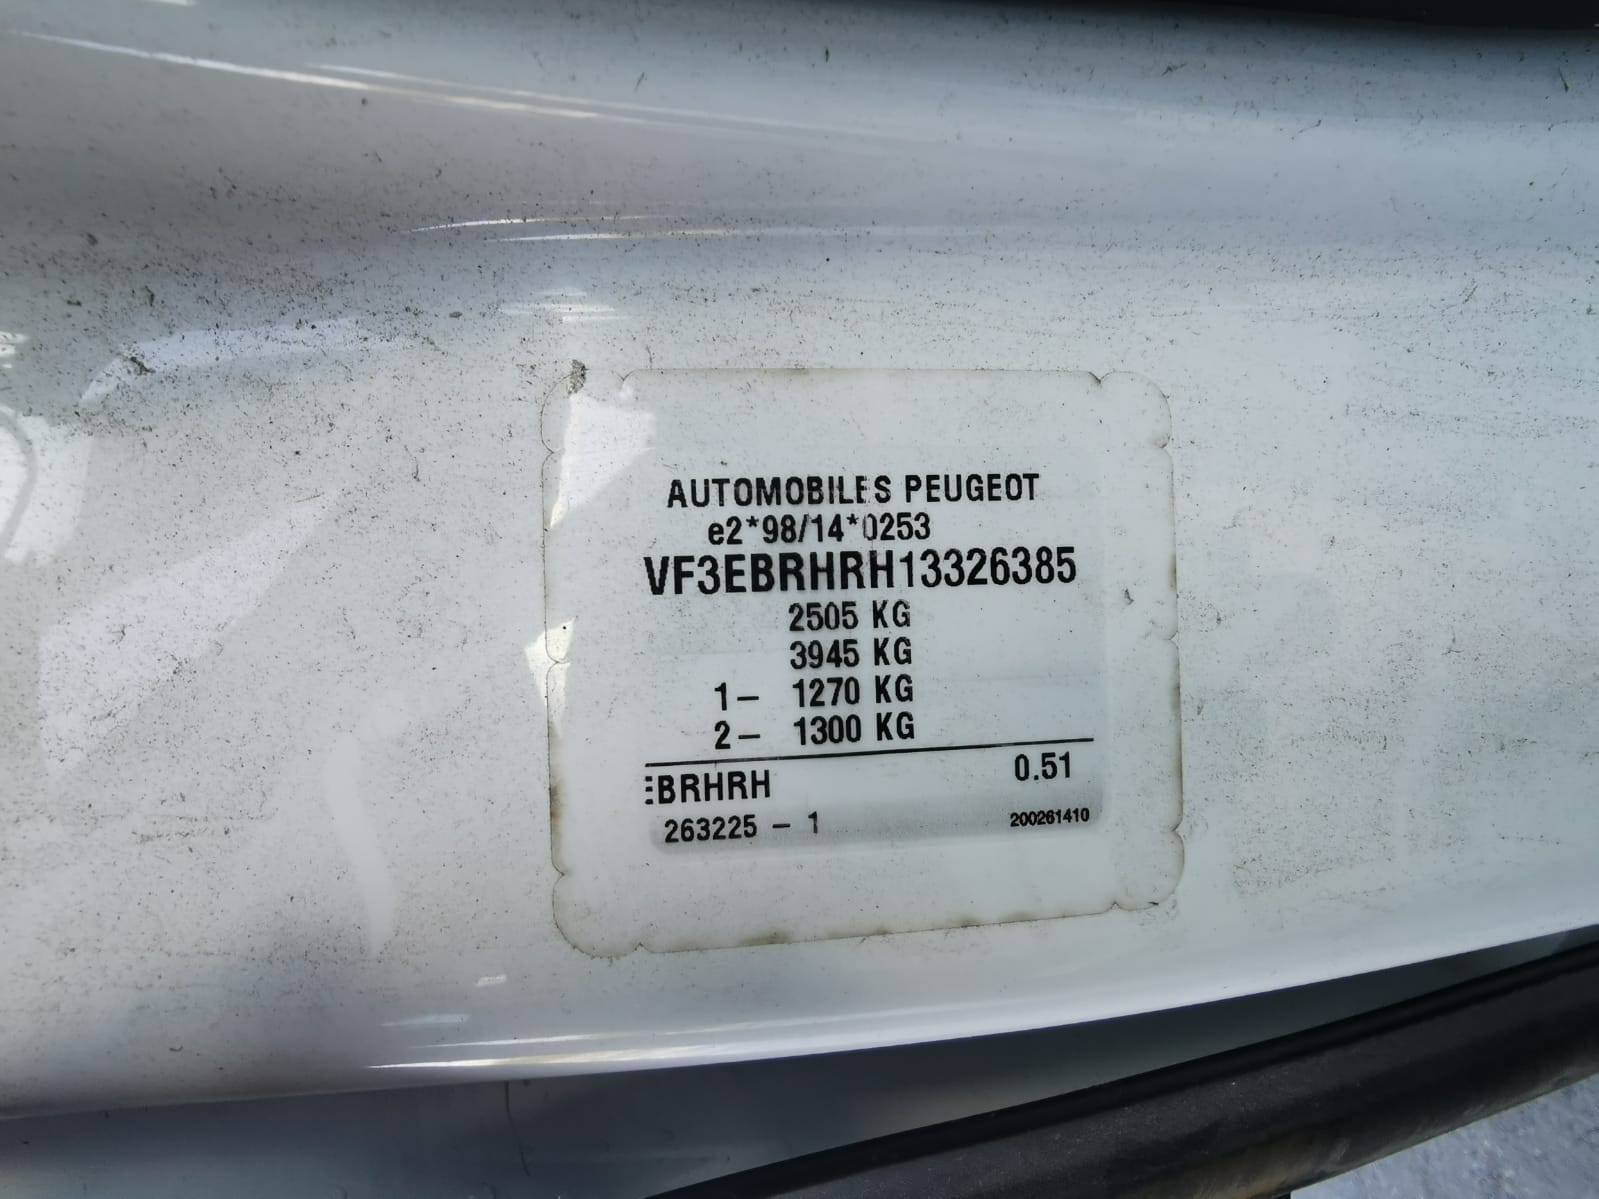 AUTOMOBILES PEUGEOT
e2*98/14*0253
VF3EBRHRH13326385
2505 KG
3945 KG
1- 1270 KG
2- 1300 KG
EBRHRH 0.51
263225 - 1 200261410